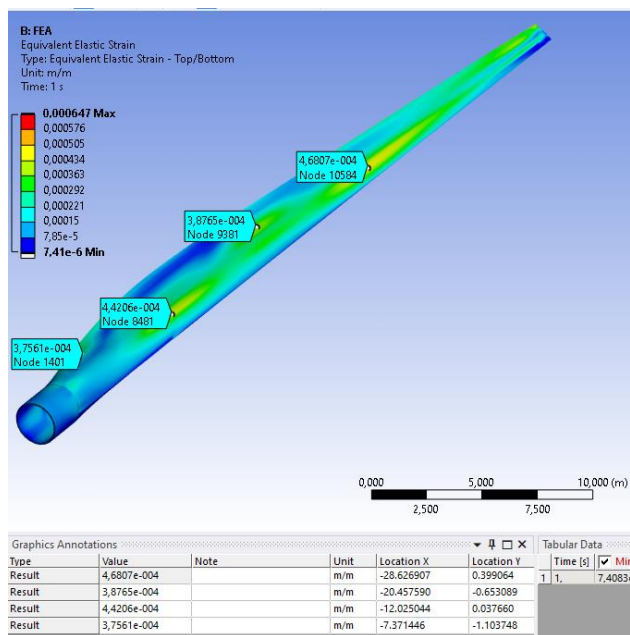 B: FEA
Equivalent Elastic Strain
Type: Equivalent Elastic Strain - Top/Bottom
Unit: m/m
Time: 1 s
0,000647 Max
0,000576
0,000505
0,000434
0,000363
0,000292
0,000221
0,00015
7,85e-5
7,41e-6 Min
4,6807e-004
Node 10584
3,8765e-004
Node 9381
4,4206e-004
Node 8481
3,7561e-004
Node 1401
0,000 5,000 10,000 (m)
2,500 7,500
Graphics Annotations
Type Value Note Unit Location X Location Y
Result 4,6807e-004 m/m -28.626907 0.399064
Result 3,8765e-004 m/m -20.457590 -0.653089
Result 4,4206e-004 m/m -12.025044 0.037660
Result 3,7561e-004 m/m -7.371446 -1.103748
Tabular Data
Time [s]
1 1,